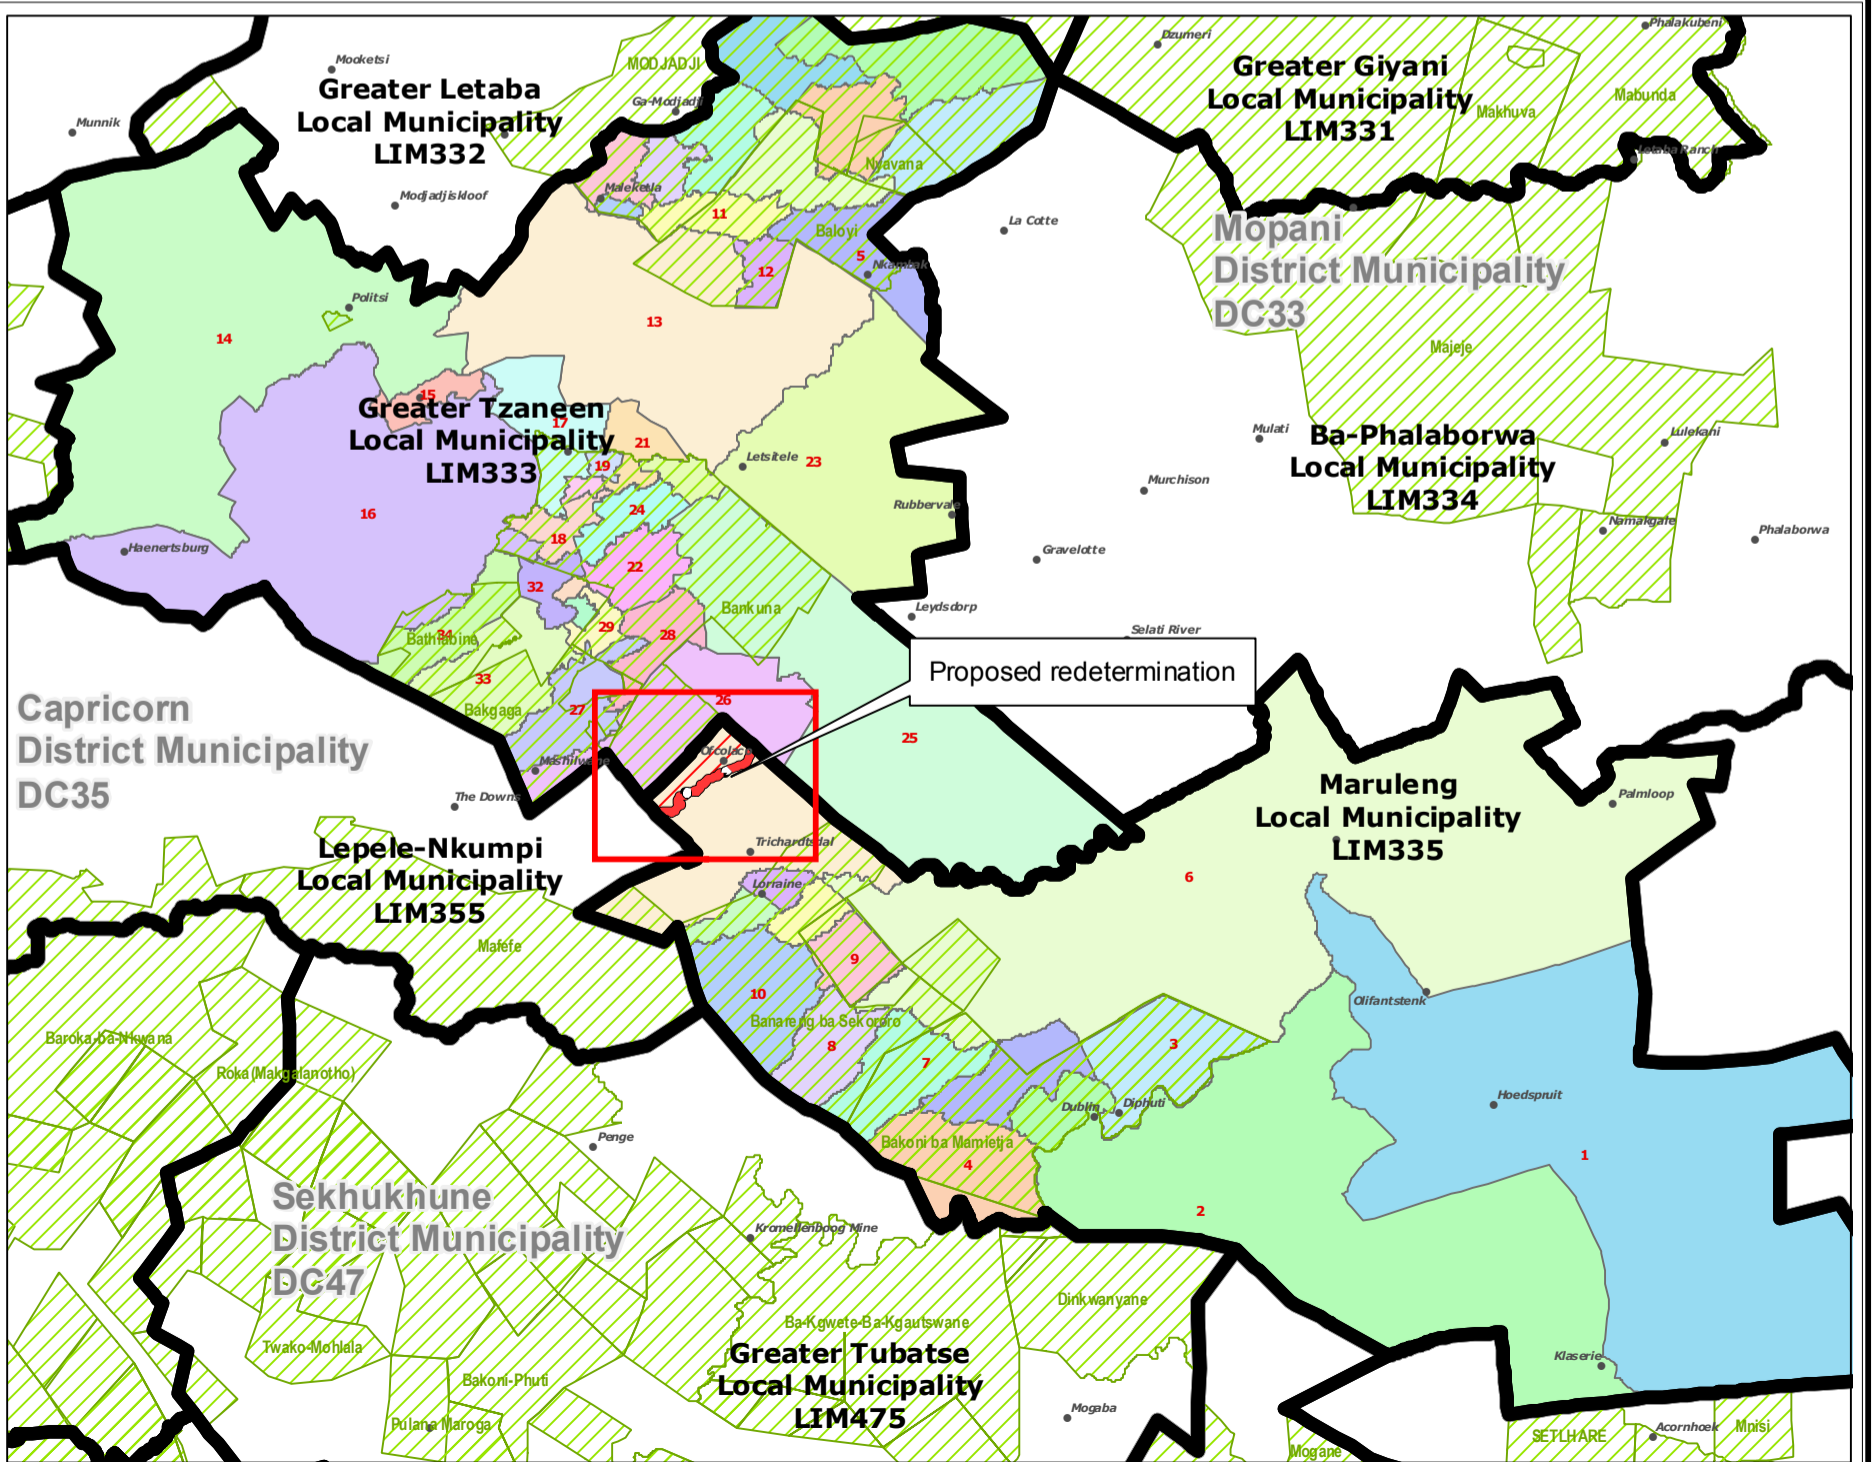 Phalakubeni
Dzumeri
Mooketsi
MODJADJI
Greater Giyani
Local Municipality
LIM331
Greater Letaba
Local Municipality
LIM332
Ga-Modjadji
Makhuva
Mabunda
Munnik
Letaba Ranch
Nyavana
Maleketla
Modjadjiskloof
11
La Cotte
Baloyi
5
Mopani
District Municipality
DC33
12
Nkambak
Politsi
13
14
Majeje
15
Greater Tzaneen
Local Municipality
LIM333
17
21
Mulati
Lulekani
Ba-Phalaborwa
Local Municipality
LIM334
Letsitele
23
19
Murchison
Rubbervale
24
16
Namakgale
Phalaborwa
18
Haenertsburg
Gravelotte
22
32
Bankuna
Leydsdorp
29
28
34
Bathlabine
Selati River
Proposed redetermination
33
Bakgaga
27
26
Capricorn
District Municipality
DC35
25
Ofcolaco
Mashilwane
Maruleng
Local Municipality
LIM335
Palmloop
The Downs
Trichardtsdal
Lepele-Nkumpi
Local Municipality
LIM355
6
Lorraine
Mafefe
9
10
Olifantstenk
Banareng ba Sekororo
8
7
3
Baroka-ba-Nkwana
Roka(Makgalanotho)
Hoedspruit
Dublin
Diphuti
Penge
Bakoni ba Mamietja
4
1
Sekhukhune
District Municipality
DC47
2
Kromellenboog Mine
Dinkwanyane
Ba-Kgwete-Ba-Kgautswane
Twako-Mohlala
Greater Tubatse
Local Municipality
LIM475
Klaserie
Bakoni-Phuti
Mogaba
Pulana Maroga
SETLHARE
Acornhoek
Mnisi
Mogane